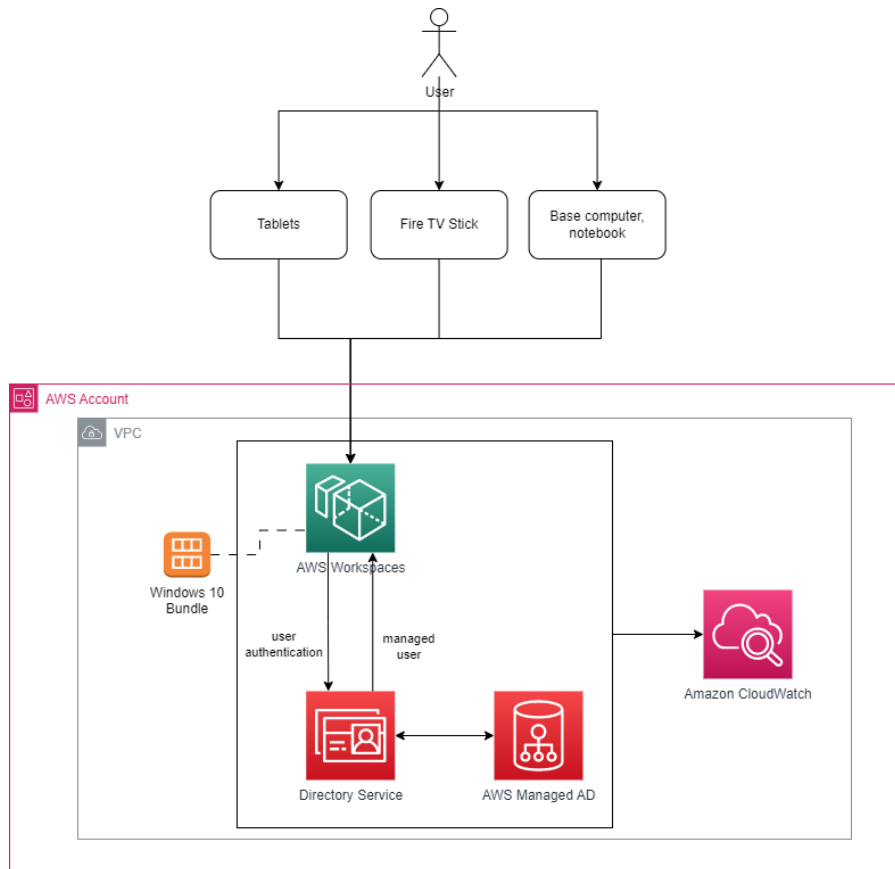 User
Tablets
Fire TV Stick
Base computer,
notebook
AWS Account
VPC
AWS Workspaces
Windows 10
Bundle
user
authentication
managed
user
Amazon CloudWatch
Directory Service
AWS Managed AD